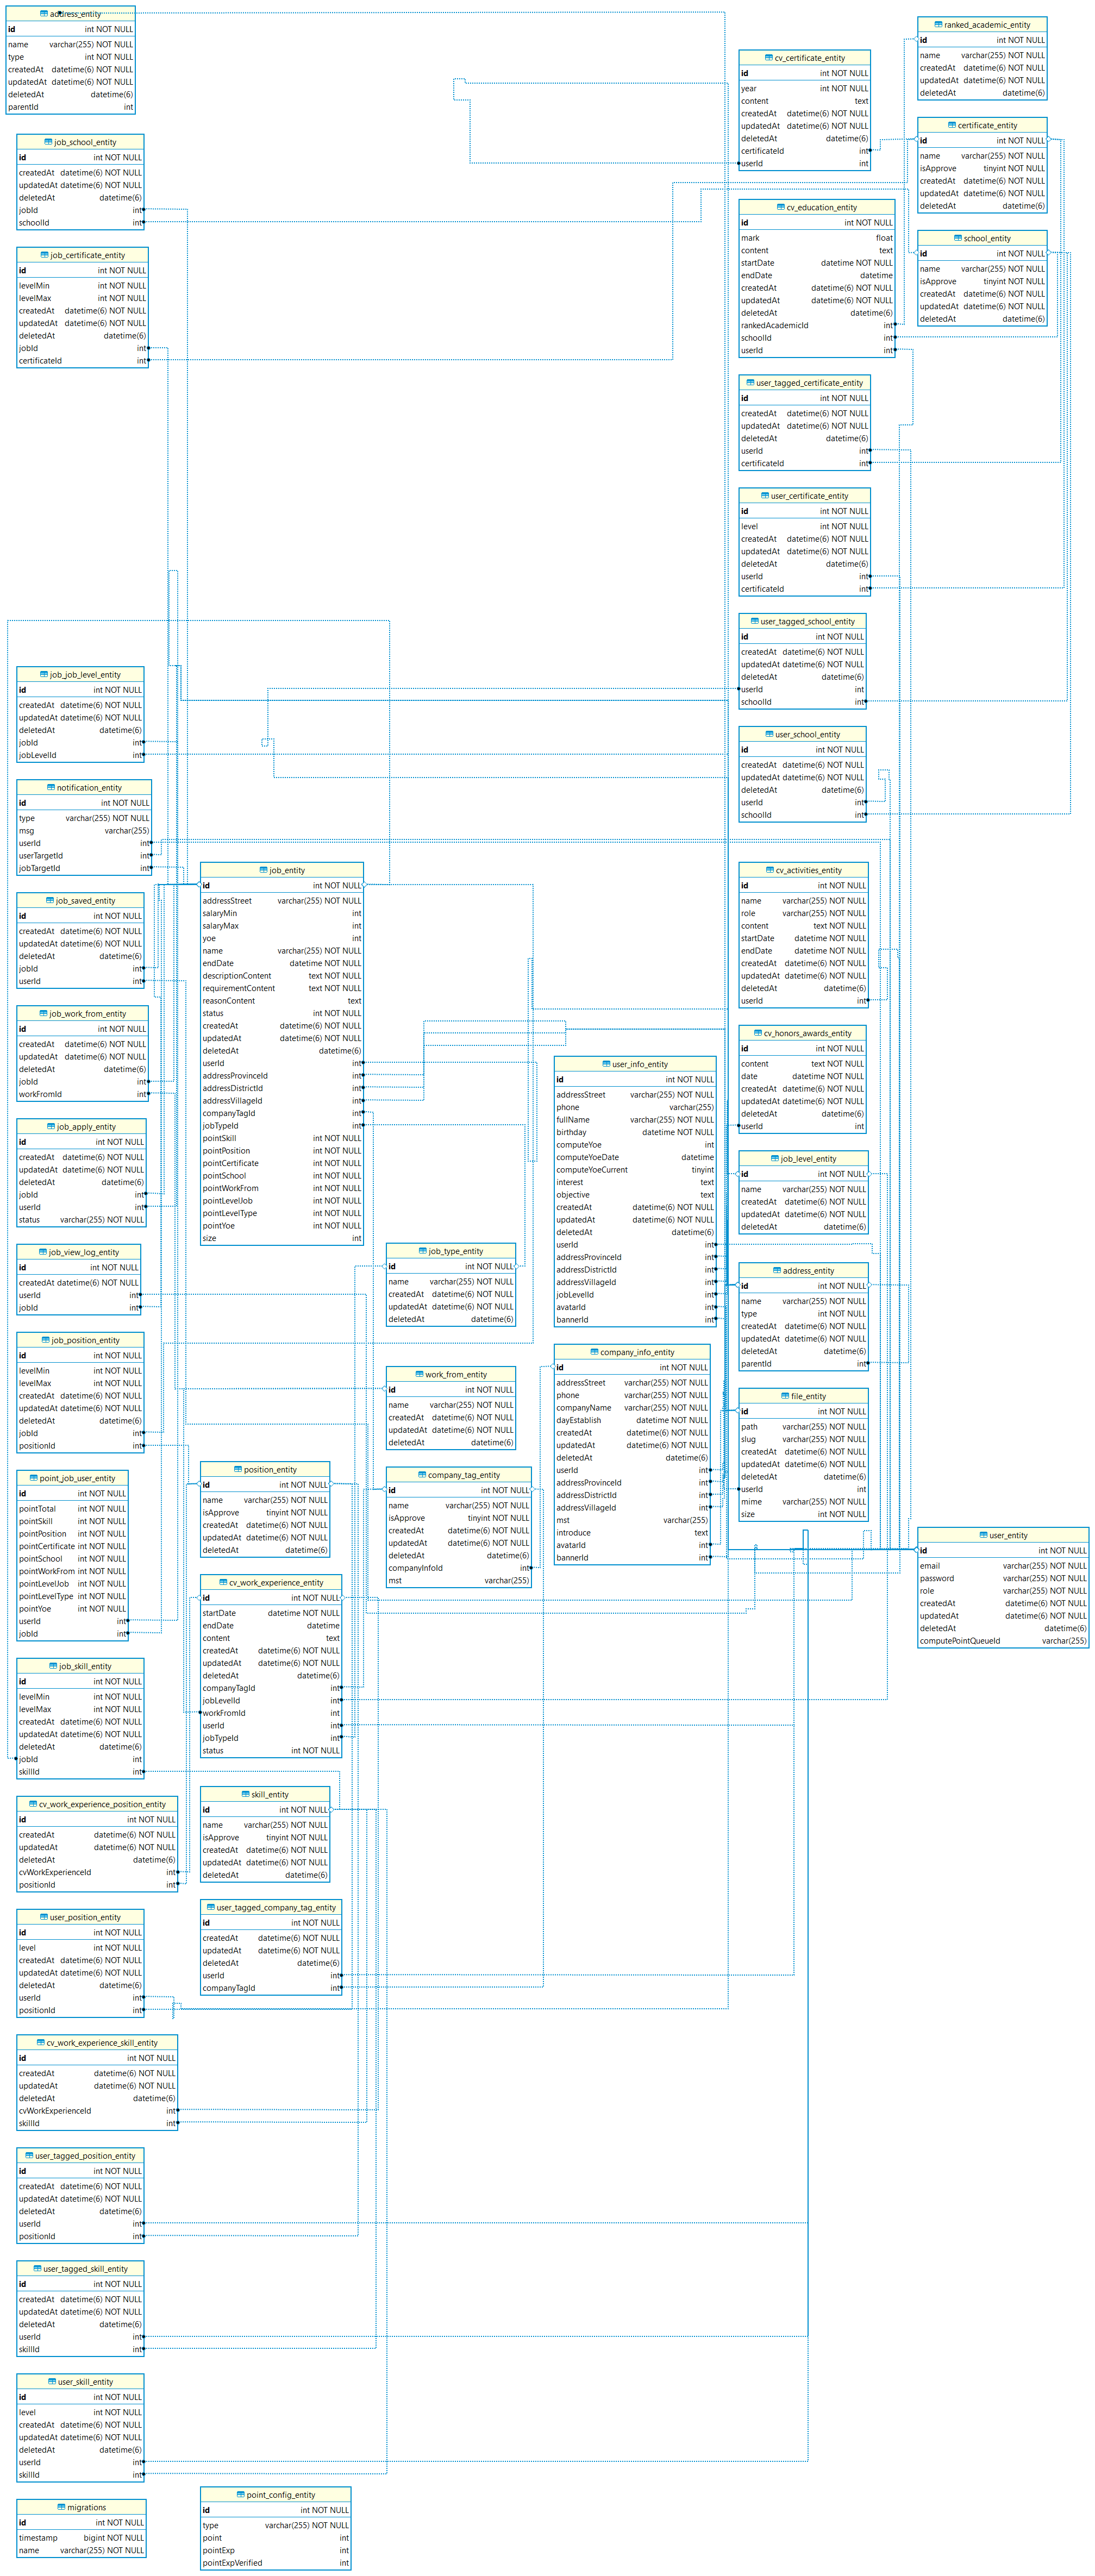 address_entity
id int NOT NULL
name varchar(255) NOT NULL
type int NOT NULL
createdAt datetime(6) NOT NULL
updatedAt datetime(6) NOT NULL
deletedAt datetime(6)
parentId int
job_school_entity
id int NOT NULL
createdAt datetime(6) NOT NULL
updatedAt datetime(6) NOT NULL
deletedAt datetime(6)
jobId int
schoolId int
job_certificate_entity
id int NOT NULL
levelMin int NOT NULL
levelMax int NOT NULL
createdAt datetime(6) NOT NULL
updatedAt datetime(6) NOT NULL
deletedAt datetime(6)
jobId int
certificateId int
job_job_level_entity
id int NOT NULL
createdAt datetime(6) NOT NULL
updatedAt datetime(6) NOT NULL
deletedAt datetime(6)
jobId int
jobLevelId int
notification_entity
id int NOT NULL
type varchar(255) NOT NULL
msg varchar(255)
userId int
userTargetId int
jobTargetId int
job_saved_entity
id int NOT NULL
createdAt datetime(6) NOT NULL
updatedAt datetime(6) NOT NULL
deletedAt datetime(6)
jobId int
userId int
job_work_from_entity
id int NOT NULL
createdAt datetime(6) NOT NULL
updatedAt datetime(6) NOT NULL
deletedAt datetime(6)
jobId int
workFromId int
job_apply_entity
id int NOT NULL
createdAt datetime(6) NOT NULL
updatedAt datetime(6) NOT NULL
deletedAt datetime(6)
jobId int
userId int
status varchar(255) NOT NULL
job_view_log_entity
id int NOT NULL
createdAt datetime(6) NOT NULL
userId int
jobId int
job_position_entity
id int NOT NULL
levelMin int NOT NULL
levelMax int NOT NULL
createdAt datetime(6) NOT NULL
updatedAt datetime(6) NOT NULL
deletedAt datetime(6)
jobId int
positionId int
point_job_user_entity
id int NOT NULL
pointTotal int NOT NULL
pointSkill int NOT NULL
pointPosition int NOT NULL
pointCertificate int NOT NULL
pointSchool int NOT NULL
pointWorkFrom int NOT NULL
pointLevelJob int NOT NULL
pointLevelType int NOT NULL
pointYoe int NOT NULL
userId int
jobId int
job_skill_entity
id int NOT NULL
levelMin int NOT NULL
levelMax int NOT NULL
createdAt datetime(6) NOT NULL
updatedAt datetime(6) NOT NULL
deletedAt datetime(6)
jobId int
skillId int
cv_work_experience_position_entity
id int NOT NULL
createdAt datetime(6) NOT NULL
updatedAt datetime(6) NOT NULL
deletedAt datetime(6)
cvWorkExperienceId int
positionId int
user_position_entity
id int NOT NULL
level int NOT NULL
createdAt datetime(6) NOT NULL
updatedAt datetime(6) NOT NULL
deletedAt datetime(6)
userId int
positionId int
cv_work_experience_skill_entity
id int NOT NULL
createdAt datetime(6) NOT NULL
updatedAt datetime(6) NOT NULL
deletedAt datetime(6)
cvWorkExperienceId int
skillId int
user_tagged_position_entity
id int NOT NULL
createdAt datetime(6) NOT NULL
updatedAt datetime(6) NOT NULL
deletedAt datetime(6)
userId int
positionId int
user_tagged_skill_entity
id int NOT NULL
createdAt datetime(6) NOT NULL
updatedAt datetime(6) NOT NULL
deletedAt datetime(6)
userId int
skillId int
user_skill_entity
id int NOT NULL
level int NOT NULL
createdAt datetime(6) NOT NULL
updatedAt datetime(6) NOT NULL
deletedAt datetime(6)
userId int
skillId int
migrations
id int NOT NULL
timestamp bigint NOT NULL
name varchar(255) NOT NULL
job_entity
id int NOT NULL
addressStreet varchar(255) NOT NULL
salaryMin int
salaryMax int
yoe int
name varchar(255) NOT NULL
endDate datetime NOT NULL
descriptionContent text NOT NULL
requirementContent text NOT NULL
reasonContent text
status int NOT NULL
createdAt datetime(6) NOT NULL
updatedAt datetime(6) NOT NULL
deletedAt datetime(6)
userId int
addressProvinceId int
addressDistrictId int
addressVillageId int
companyTagId int
jobTypeId int
pointSkill int NOT NULL
pointPosition int NOT NULL
pointCertificate int NOT NULL
pointSchool int NOT NULL
pointWorkFrom int NOT NULL
pointLevelJob int NOT NULL
pointLevelType int NOT NULL
pointYoe int NOT NULL
size int
position_entity
id int NOT NULL
name varchar(255) NOT NULL
isApprove tinyint NOT NULL
createdAt datetime(6) NOT NULL
updatedAt datetime(6) NOT NULL
deletedAt datetime(6)
cv_work_experience_entity
id int NOT NULL
startDate datetime NOT NULL
endDate datetime
content text
createdAt datetime(6) NOT NULL
updatedAt datetime(6) NOT NULL
deletedAt datetime(6)
companyTagId int
jobLevelId int
workFromId int
userId int
jobTypeId int
status int NOT NULL
skill_entity
id int NOT NULL
name varchar(255) NOT NULL
isApprove tinyint NOT NULL
createdAt datetime(6) NOT NULL
updatedAt datetime(6) NOT NULL
deletedAt datetime(6)
user_tagged_company_tag_entity
id int NOT NULL
createdAt datetime(6) NOT NULL
updatedAt datetime(6) NOT NULL
deletedAt datetime(6)
userId int
companyTagId int
point_config_entity
id int NOT NULL
type varchar(255) NOT NULL
point int
pointExp int
pointExpVerified int
job_type_entity
id int NOT NULL
name varchar(255) NOT NULL
createdAt datetime(6) NOT NULL
updatedAt datetime(6) NOT NULL
deletedAt datetime(6)
work_from_entity
id int NOT NULL
name varchar(255) NOT NULL
createdAt datetime(6) NOT NULL
updatedAt datetime(6) NOT NULL
deletedAt datetime(6)
company_tag_entity
id int NOT NULL
name varchar(255) NOT NULL
isApprove tinyint NOT NULL
createdAt datetime(6) NOT NULL
updatedAt datetime(6) NOT NULL
deletedAt datetime(6)
companyInfoId int
mst varchar(255)
user_info_entity
id int NOT NULL
addressStreet varchar(255) NOT NULL
phone varchar(255)
fullName varchar(255) NOT NULL
birthday datetime NOT NULL
computeYoe int
computeYoeDate datetime
computeYoeCurrent tinyint
interest text
objective text
createdAt datetime(6) NOT NULL
updatedAt datetime(6) NOT NULL
deletedAt datetime(6)
userId int
addressProvinceId int
addressDistrictId int
addressVillageId int
jobLevelId int
avatarId int
bannerId int
company_info_entity
id int NOT NULL
addressStreet varchar(255) NOT NULL
phone varchar(255) NOT NULL
companyName varchar(255) NOT NULL
dayEstablish datetime NOT NULL
createdAt datetime(6) NOT NULL
updatedAt datetime(6) NOT NULL
deletedAt datetime(6)
userId int
addressProvinceId int
addressDistrictId int
addressVillageId int
mst varchar(255)
introduce text
avatarId int
bannerId int
cv_certificate_entity
id int NOT NULL
year int NOT NULL
content text
createdAt datetime(6) NOT NULL
updatedAt datetime(6) NOT NULL
deletedAt datetime(6)
certificateId int
userId int
cv_education_entity
id int NOT NULL
mark float
content text
startDate datetime NOT NULL
endDate datetime
createdAt datetime(6) NOT NULL
updatedAt datetime(6) NOT NULL
deletedAt datetime(6)
rankedAcademicId int
schoolId int
userId int
user_tagged_certificate_entity
id int NOT NULL
createdAt datetime(6) NOT NULL
updatedAt datetime(6) NOT NULL
deletedAt datetime(6)
userId int
certificateId int
user_certificate_entity
id int NOT NULL
level int NOT NULL
createdAt datetime(6) NOT NULL
updatedAt datetime(6) NOT NULL
deletedAt datetime(6)
userId int
certificateId int
user_tagged_school_entity
id int NOT NULL
createdAt datetime(6) NOT NULL
updatedAt datetime(6) NOT NULL
deletedAt datetime(6)
userId int
schoolId int
user_school_entity
id int NOT NULL
createdAt datetime(6) NOT NULL
updatedAt datetime(6) NOT NULL
deletedAt datetime(6)
userId int
schoolId int
cv_activities_entity
id int NOT NULL
name varchar(255) NOT NULL
role varchar(255) NOT NULL
content text NOT NULL
startDate datetime NOT NULL
endDate datetime NOT NULL
createdAt datetime(6) NOT NULL
updatedAt datetime(6) NOT NULL
deletedAt datetime(6)
userId int
cv_honors_awards_entity
id int NOT NULL
content text NOT NULL
date datetime NOT NULL
createdAt datetime(6) NOT NULL
updatedAt datetime(6) NOT NULL
deletedAt datetime(6)
userId int
job_level_entity
id int NOT NULL
name varchar(255) NOT NULL
createdAt datetime(6) NOT NULL
updatedAt datetime(6) NOT NULL
deletedAt datetime(6)
address_entity
id int NOT NULL
name varchar(255) NOT NULL
type int NOT NULL
createdAt datetime(6) NOT NULL
updatedAt datetime(6) NOT NULL
deletedAt datetime(6)
parentId int
file_entity
id int NOT NULL
path varchar(255) NOT NULL
slug varchar(255) NOT NULL
createdAt datetime(6) NOT NULL
updatedAt datetime(6) NOT NULL
deletedAt datetime(6)
userId int
mime varchar(255) NOT NULL
size int NOT NULL
ranked_academic_entity
id int NOT NULL
name varchar(255) NOT NULL
createdAt datetime(6) NOT NULL
updatedAt datetime(6) NOT NULL
deletedAt datetime(6)
certificate_entity
id int NOT NULL
name varchar(255) NOT NULL
isApprove tinyint NOT NULL
createdAt datetime(6) NOT NULL
updatedAt datetime(6) NOT NULL
deletedAt datetime(6)
school_entity
id int NOT NULL
name varchar(255) NOT NULL
isApprove tinyint NOT NULL
createdAt datetime(6) NOT NULL
updatedAt datetime(6) NOT NULL
deletedAt datetime(6)
user_entity
id int NOT NULL
email varchar(255) NOT NULL
password varchar(255) NOT NULL
role varchar(255) NOT NULL
createdAt datetime(6) NOT NULL
updatedAt datetime(6) NOT NULL
deletedAt datetime(6)
computePointQueueId varchar(255)